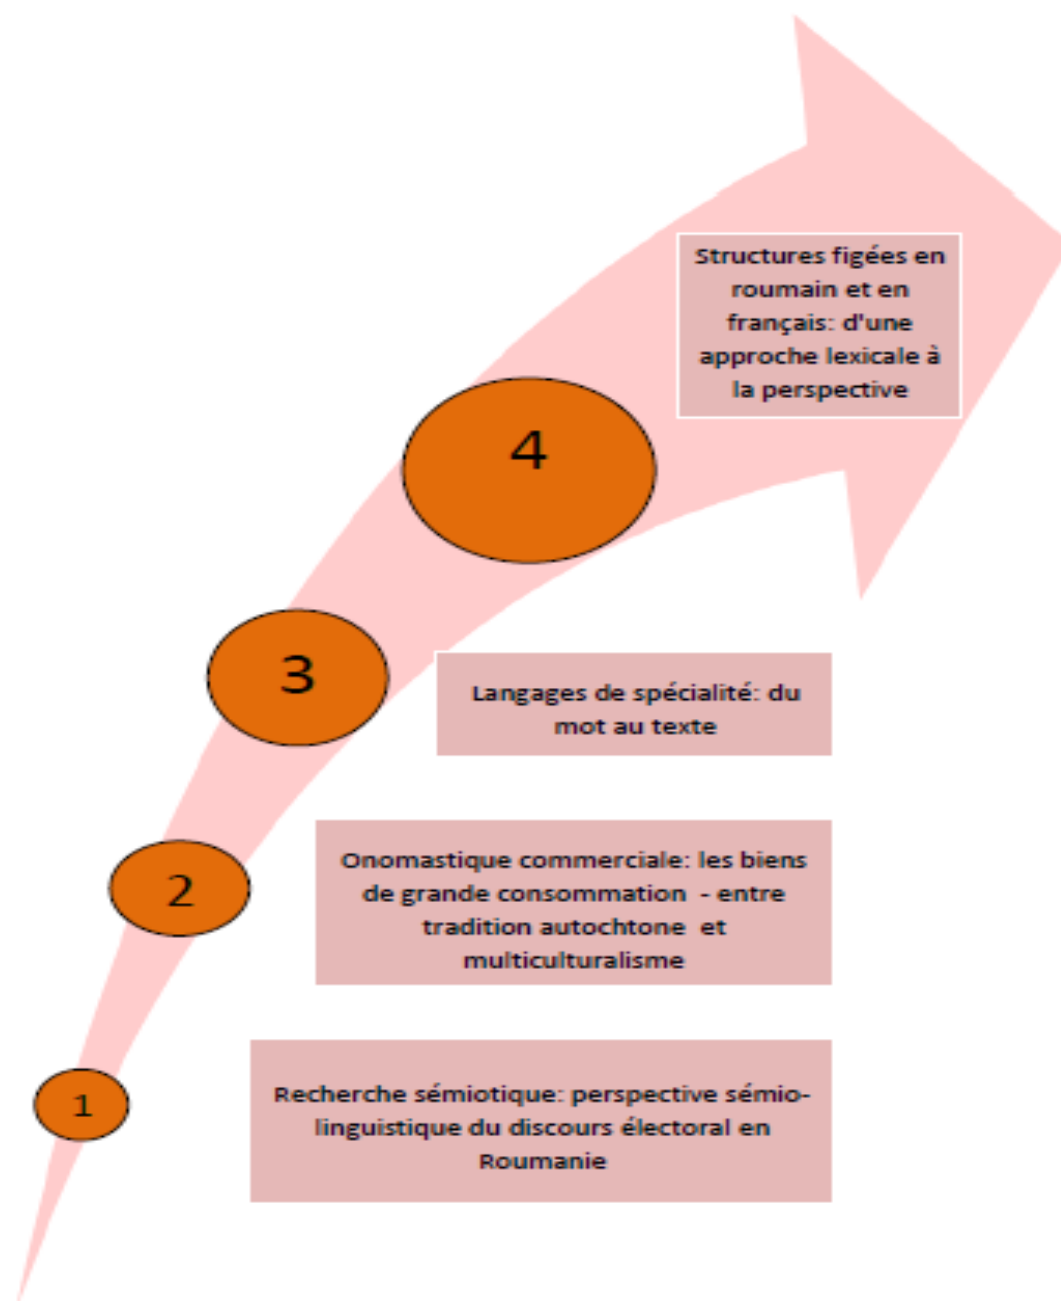 Structures figées en
roumain et en
français: d'une
approche lexicale à
la perspective
4
3
Langages de spécialité: du
mot au texte
2
Onomastique commerciale: les biens
de grande consommation - entre
tradition autochtone et
multiculturalisme
1
Recherche sémiotique: perspective sémio-
linguistique du discours électoral en
Roumanie